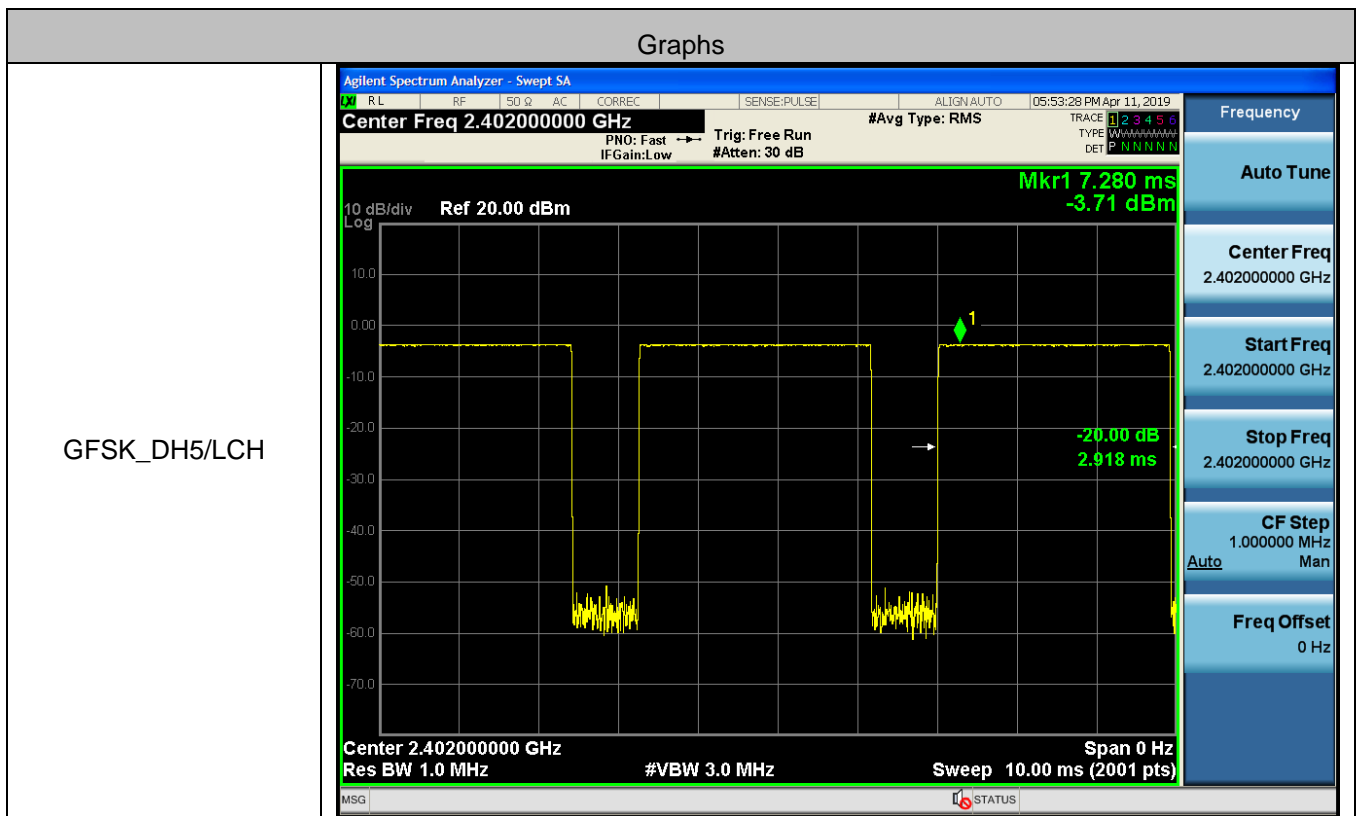 Graphs
GFSK_DH5/LCH
Agilent Spectrum Analyzer - Swept SA
LXI RL RF 50 Ω AC CORREC SENSE:PULSE ALIGNAUTO 05:53:28 PM Apr 11, 2019
Center Freq 2.402000000 GHz #Avg Type: RMS TRACE 1 2 3 4 5 6
PNO: Fast Trig: Free Run TYPE WWWWWW
IFGain:Low #Atten: 30 dB DET P N N N N N
Mkr1 7.280 ms
-3.71 dBm
10 dB/div Ref 20.00 dBm
Log
10.0
0.00
-10.0
-20.0
-30.0
-40.0
-50.0
-60.0
-70.0
1
-20.00 dB
2.918 ms
Center 2.402000000 GHz Span 0 Hz
Res BW 1.0 MHz #VBW 3.0 MHz Sweep 10.00 ms (2001 pts)
MSG STATUS
Frequency
Auto Tune
Center Freq
2.402000000 GHz
Start Freq
2.402000000 GHz
Stop Freq
2.402000000 GHz
CF Step
1.000000 MHz
Auto Man
Freq Offset
0 Hz